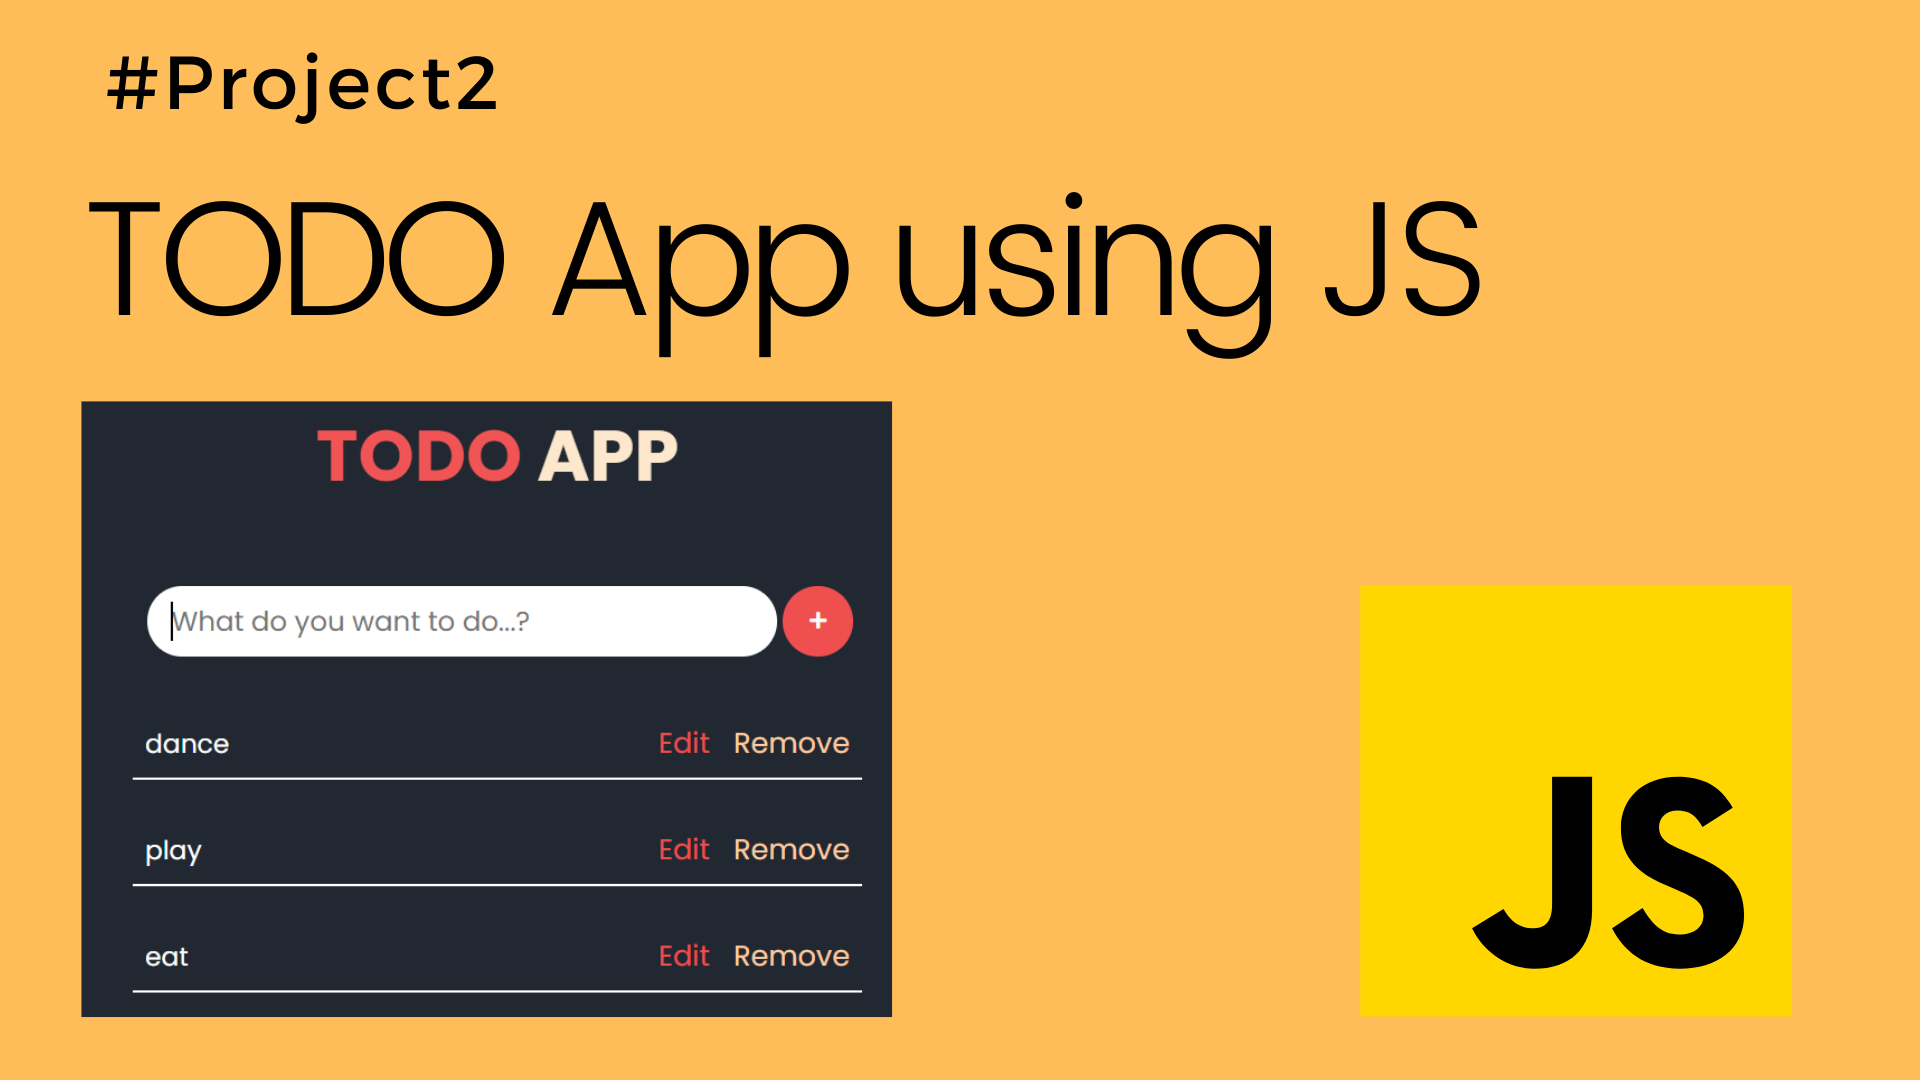 #Project2
TODO App using JS
TODO APP
What do you want to do...?
+
dance Edit Remove
play Edit Remove
eat Edit Remove
JS